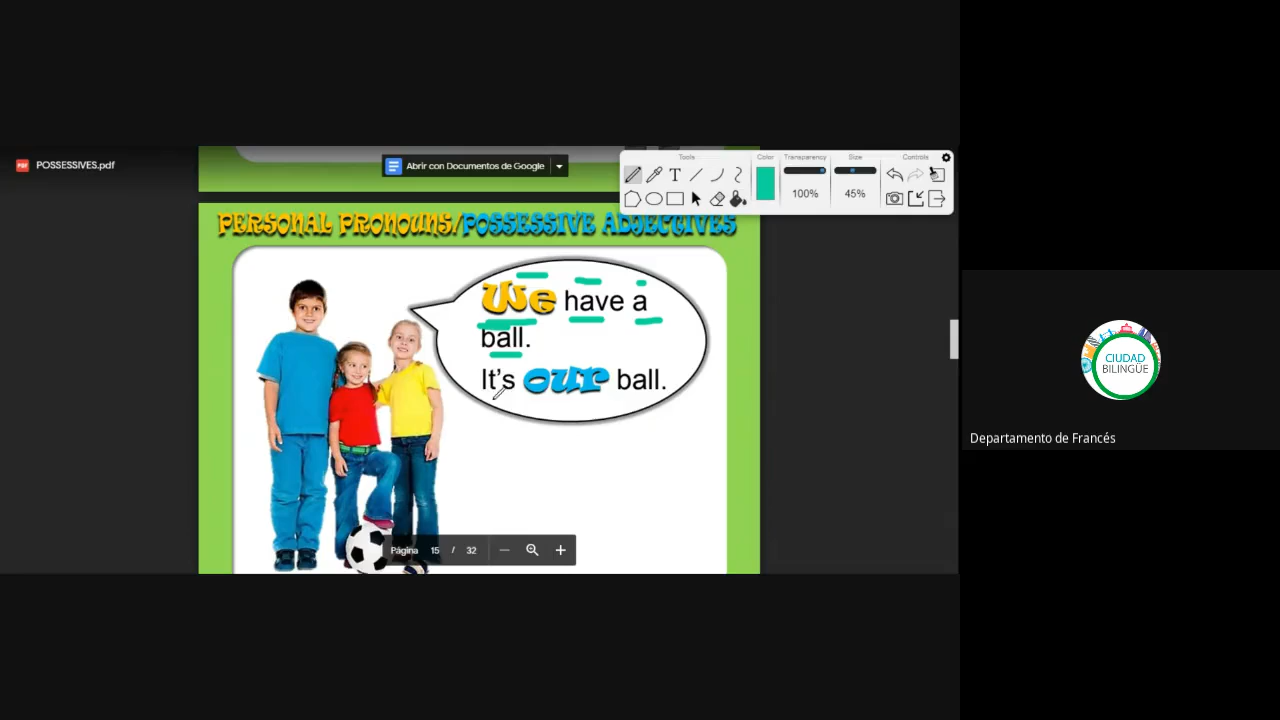 POSSESSIVES.pdf
Abrir con Documentos de Google
Tools
Color
Transparency
Size
Controls
100%
45%
PERSONAL PRONOUNS/POSSESSIVE ADJECTIVES
We have a
ball.
It's our ball.
Página 15 / 32
CIUDAD
BILINGÜE
Departamento de Francés